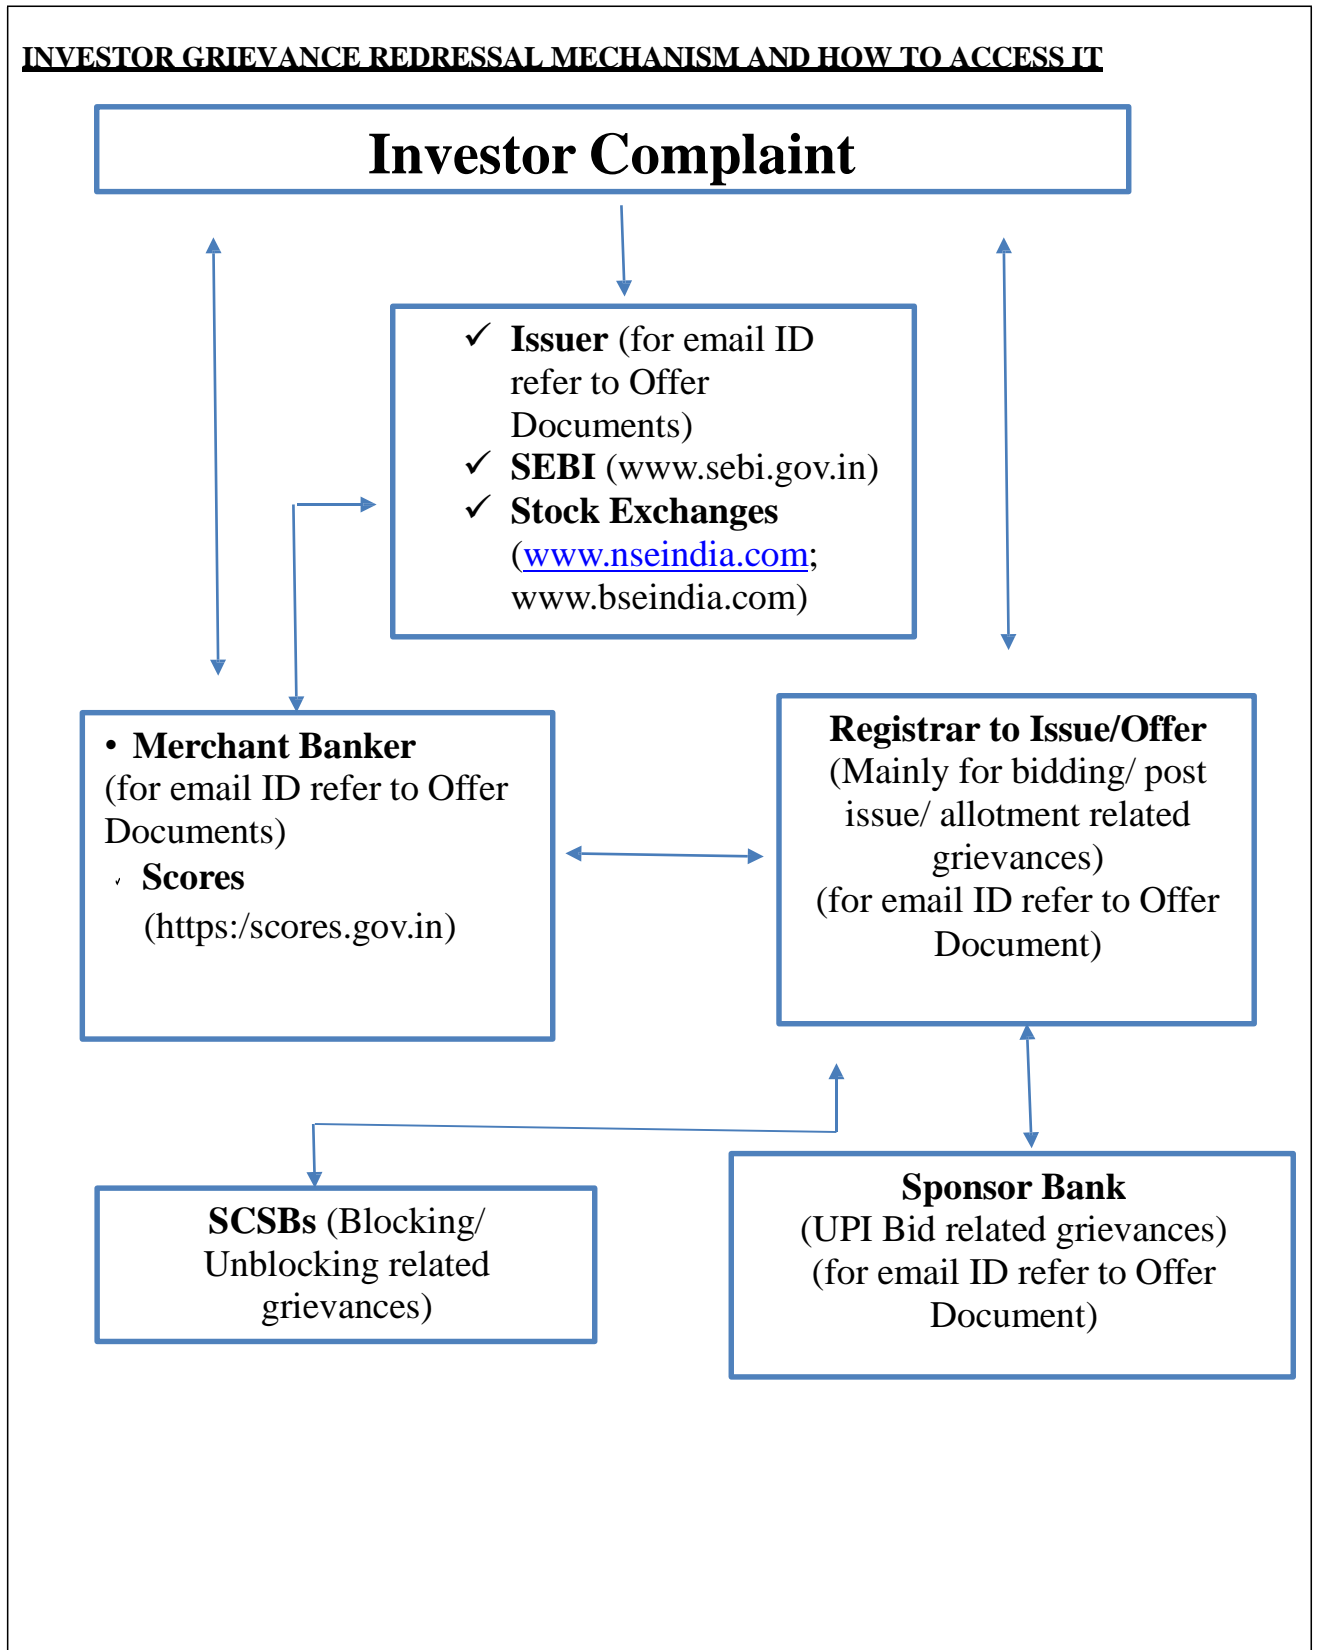 INVESTOR GRIEVANCE REDRESSAL MECHANISM AND HOW TO ACCESS IT
Investor Complaint
✓ Issuer (for email ID
refer to Offer
Documents)
✓ SEBI (www.sebi.gov.in)
✓ Stock Exchanges
(www.nseindia.com;
www.bseindia.com)
• Merchant Banker
(for email ID refer to Offer
Documents)
✓ Scores
(https:/scores.gov.in)
Registrar to Issue/Offer
(Mainly for bidding/ post
issue/ allotment related
grievances)
(for email ID refer to Offer
Document)
SCSBs (Blocking/
Unblocking related
grievances)
Sponsor Bank
(UPI Bid related grievances)
(for email ID refer to Offer
Document)